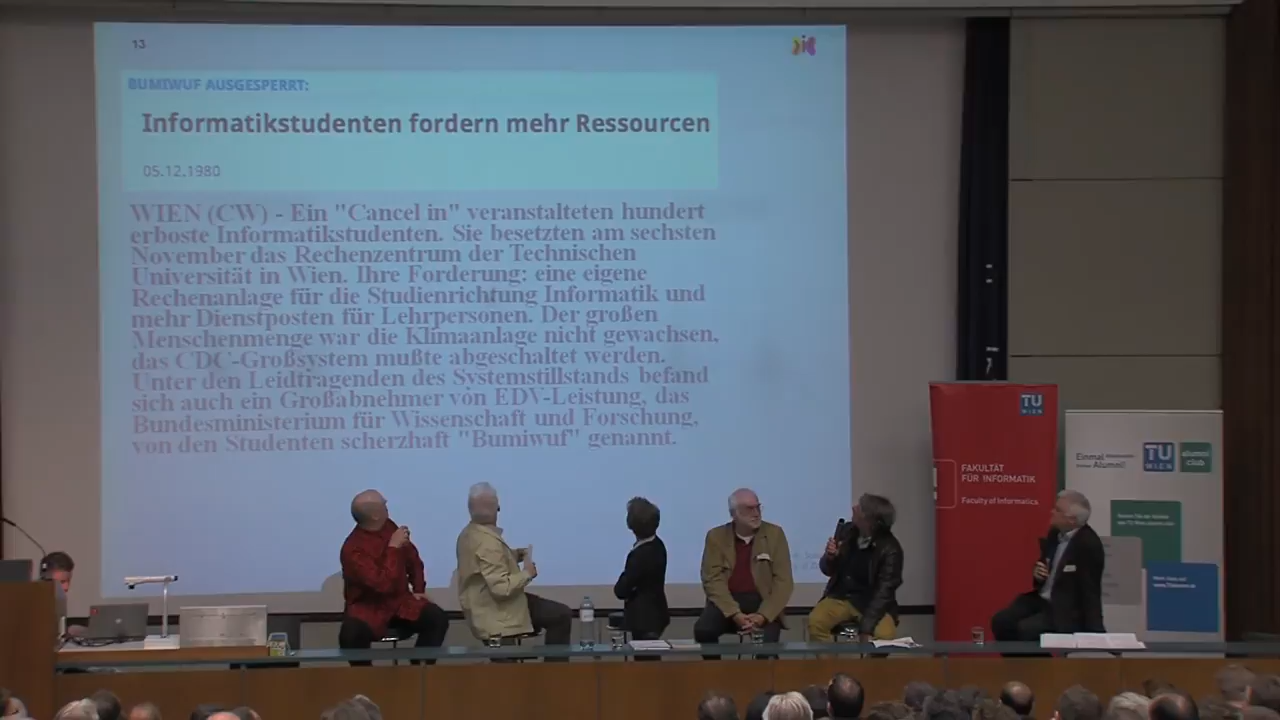 13
BUMIWUF AUSGESPERRT:
Informatikstudenten fordern mehr Ressourcen
05.12.1980
WIEN (CW) - Ein "Cancel in" veranstalteten hundert
erboste Informatikstudenten. Sie besetzten am sechsten
November das Rechenzentrum der Technischen
Universität in Wien. Ihre Forderung: eine eigene
Rechenanlage für die Studienrichtung Informatik und
mehr Dienstposten für Lehrpersonen. Der großen
Menschenmenge war die Klimaanlage nicht gewachsen,
das CDC-Großsystem mußte abgeschaltet werden.
Unter den Leidtragenden des Systemstillstands befand
sich auch ein Großabnehmer von EDV-Leistung, das
Bundesministerium für Wissenschaft und Forschung,
von den Studenten scherzhaft "Bumiwuf" genannt.
TU
WIEN
FAKULTÄT
FÜR !NFORMATIK
Faculty of Informatics
Einmal
Alumni!
TU
WIEN
alumni
club